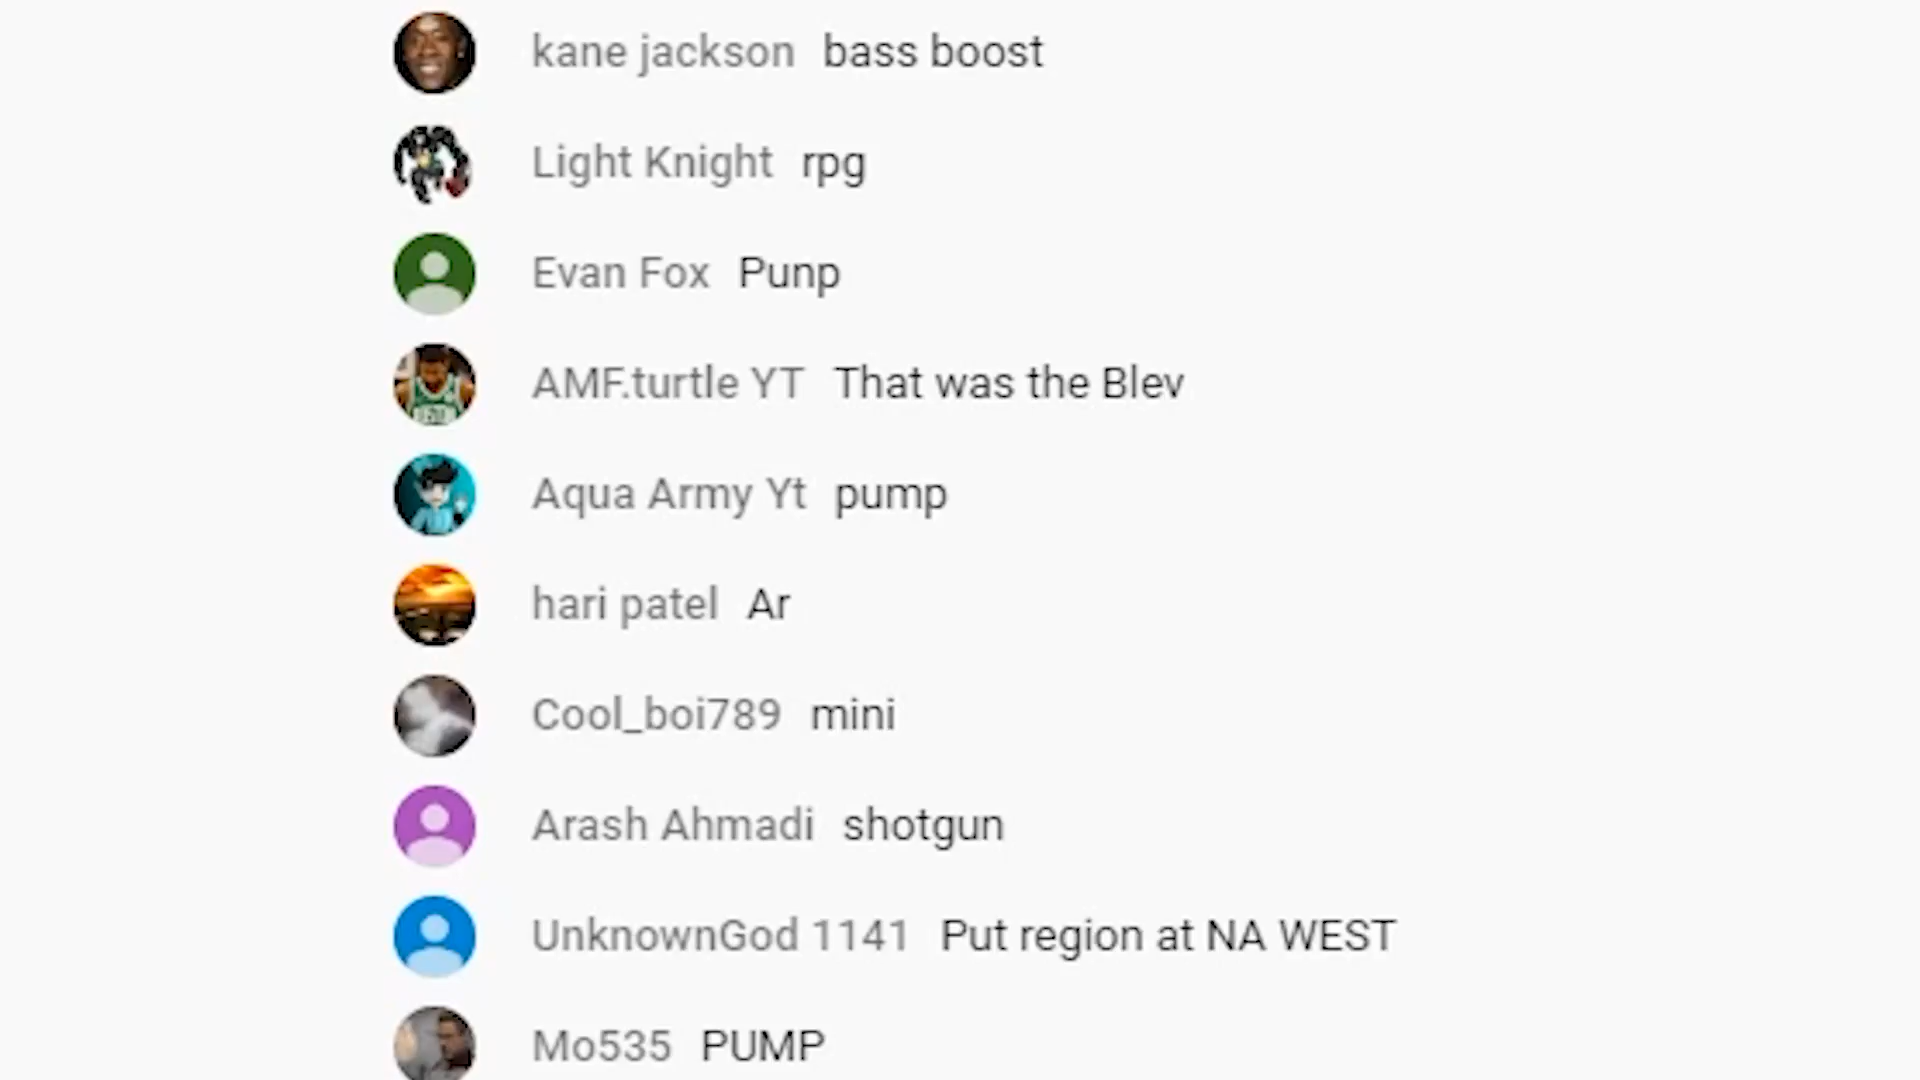 kane jackson bass boost
Light Knight rpg
Evan Fox Punp
AMF.turtle YT That was the Blev
Aqua Army Yt pump
hari patel Ar
Cool_boi789 mini
Arash Ahmadi shotgun
UnknownGod 1141 Put region at NA WEST
Mo535 PUMP